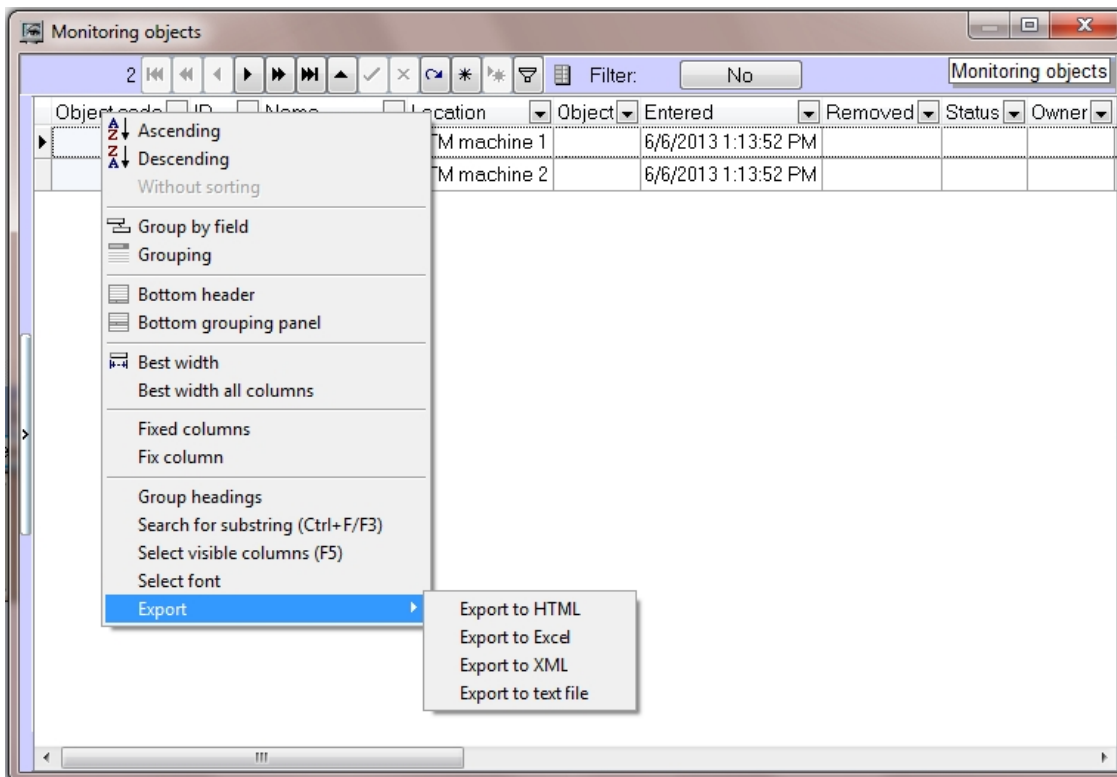 Monitoring objects
2 Filter: No Monitoring objects
Object code ID Name Location Object Entered Removed Status Owner
TM machine 1 6/6/2013 1:13:52 PM
TM machine 2 6/6/2013 1:13:52 PM
Ascending
Descending
Without sorting
Group by field
Grouping
Bottom header
Bottom grouping panel
Best width
Best width all columns
Fixed columns
Fix column
Group headings
Search for substring (Ctrl+F/F3)
Select visible columns (F5)
Select font
Export
Export to HTML
Export to Excel
Export to XML
Export to text file